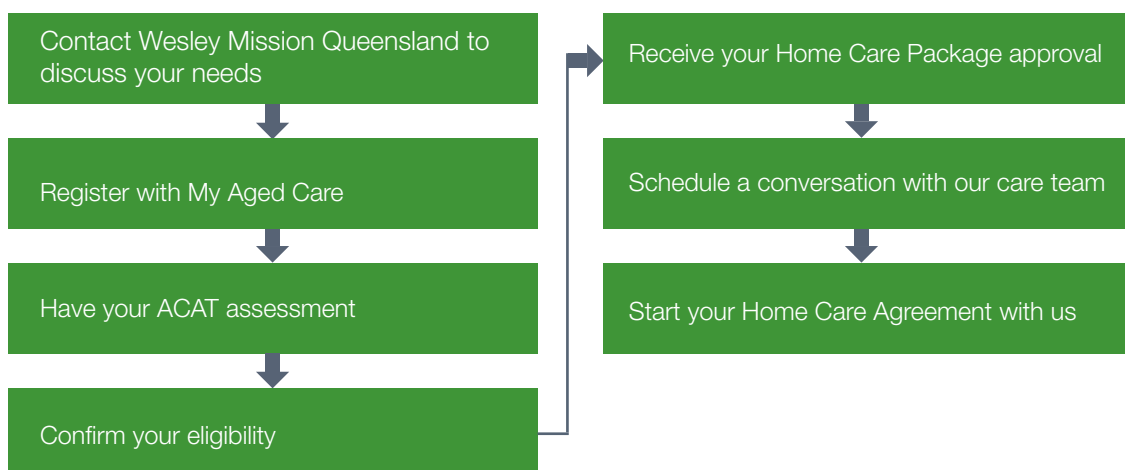 Contact Wesley Mission Queensland to
discuss your needs
Register with My Aged Care
Have your ACAT assessment
Confirm your eligibility
Receive your Home Care Package approval
Schedule a conversation with our care team
Start your Home Care Agreement with us